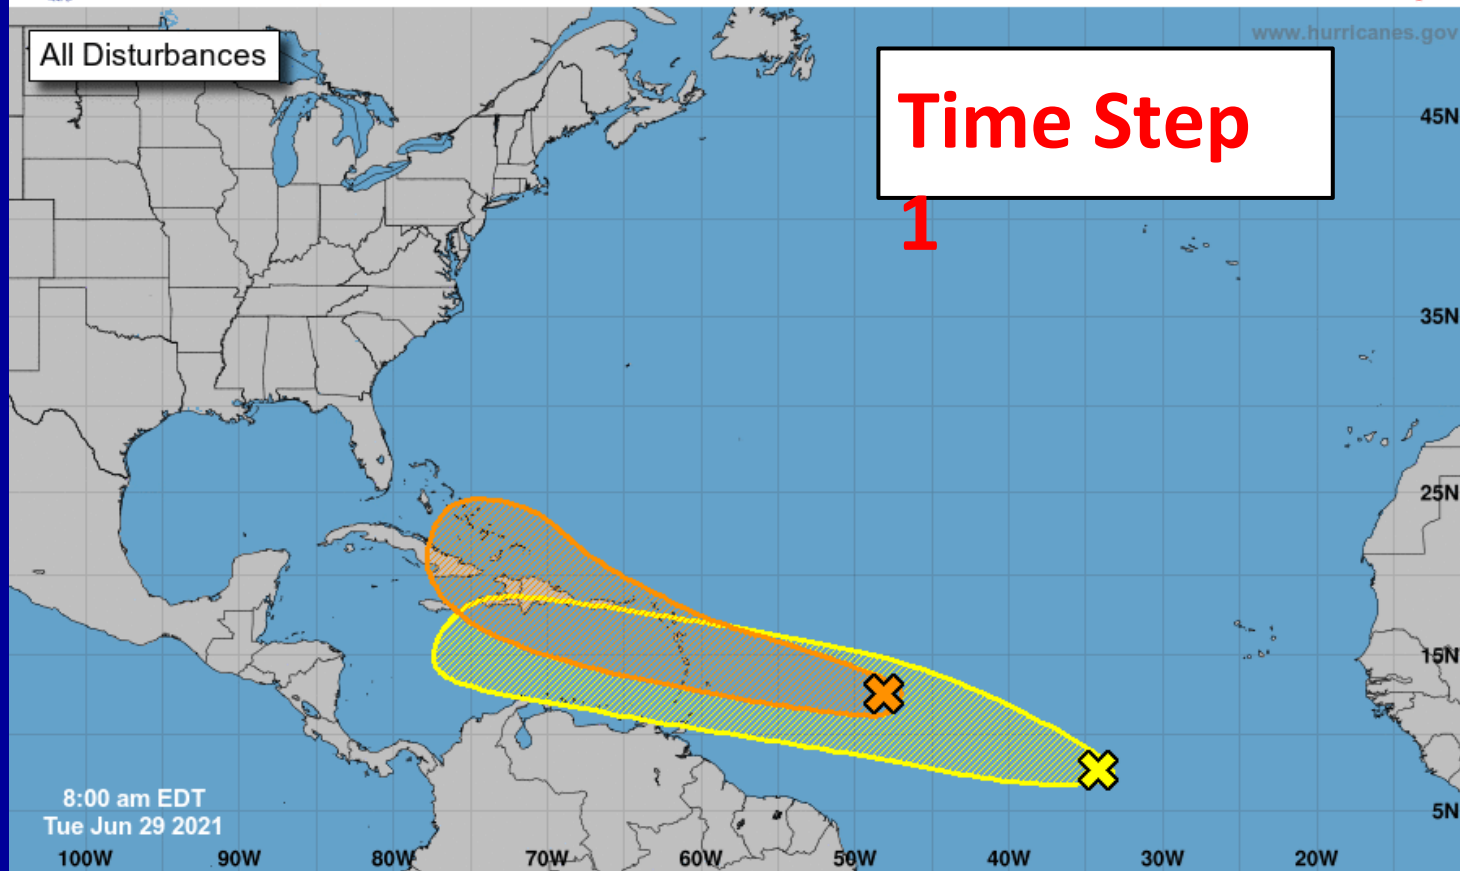 All Disturbances
www.hurricanes.gov
Time Step
1
45N
35N
25N
15N
5N
8:00 am EDT
Tue Jun 29 2021
100W 90W 80W 70W 60W 50W 40W 30W 20W